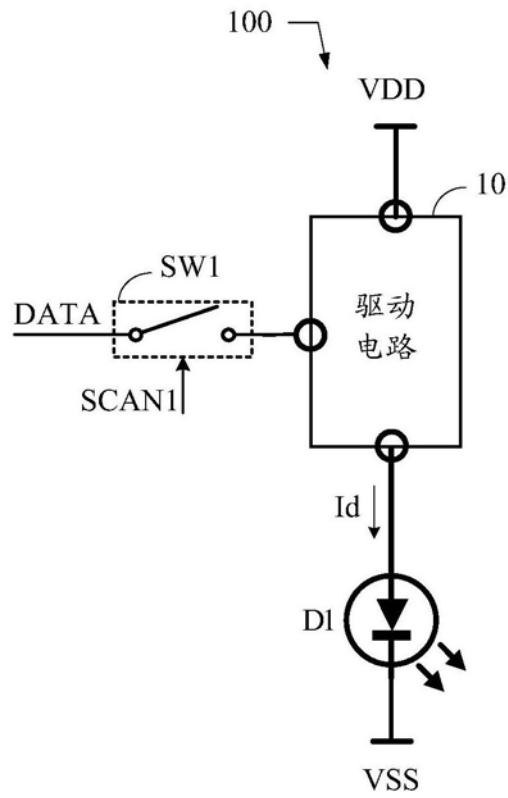 100
VDD
10
SW1
DATA
驱动
电路
SCAN1
Id
D1
VSS